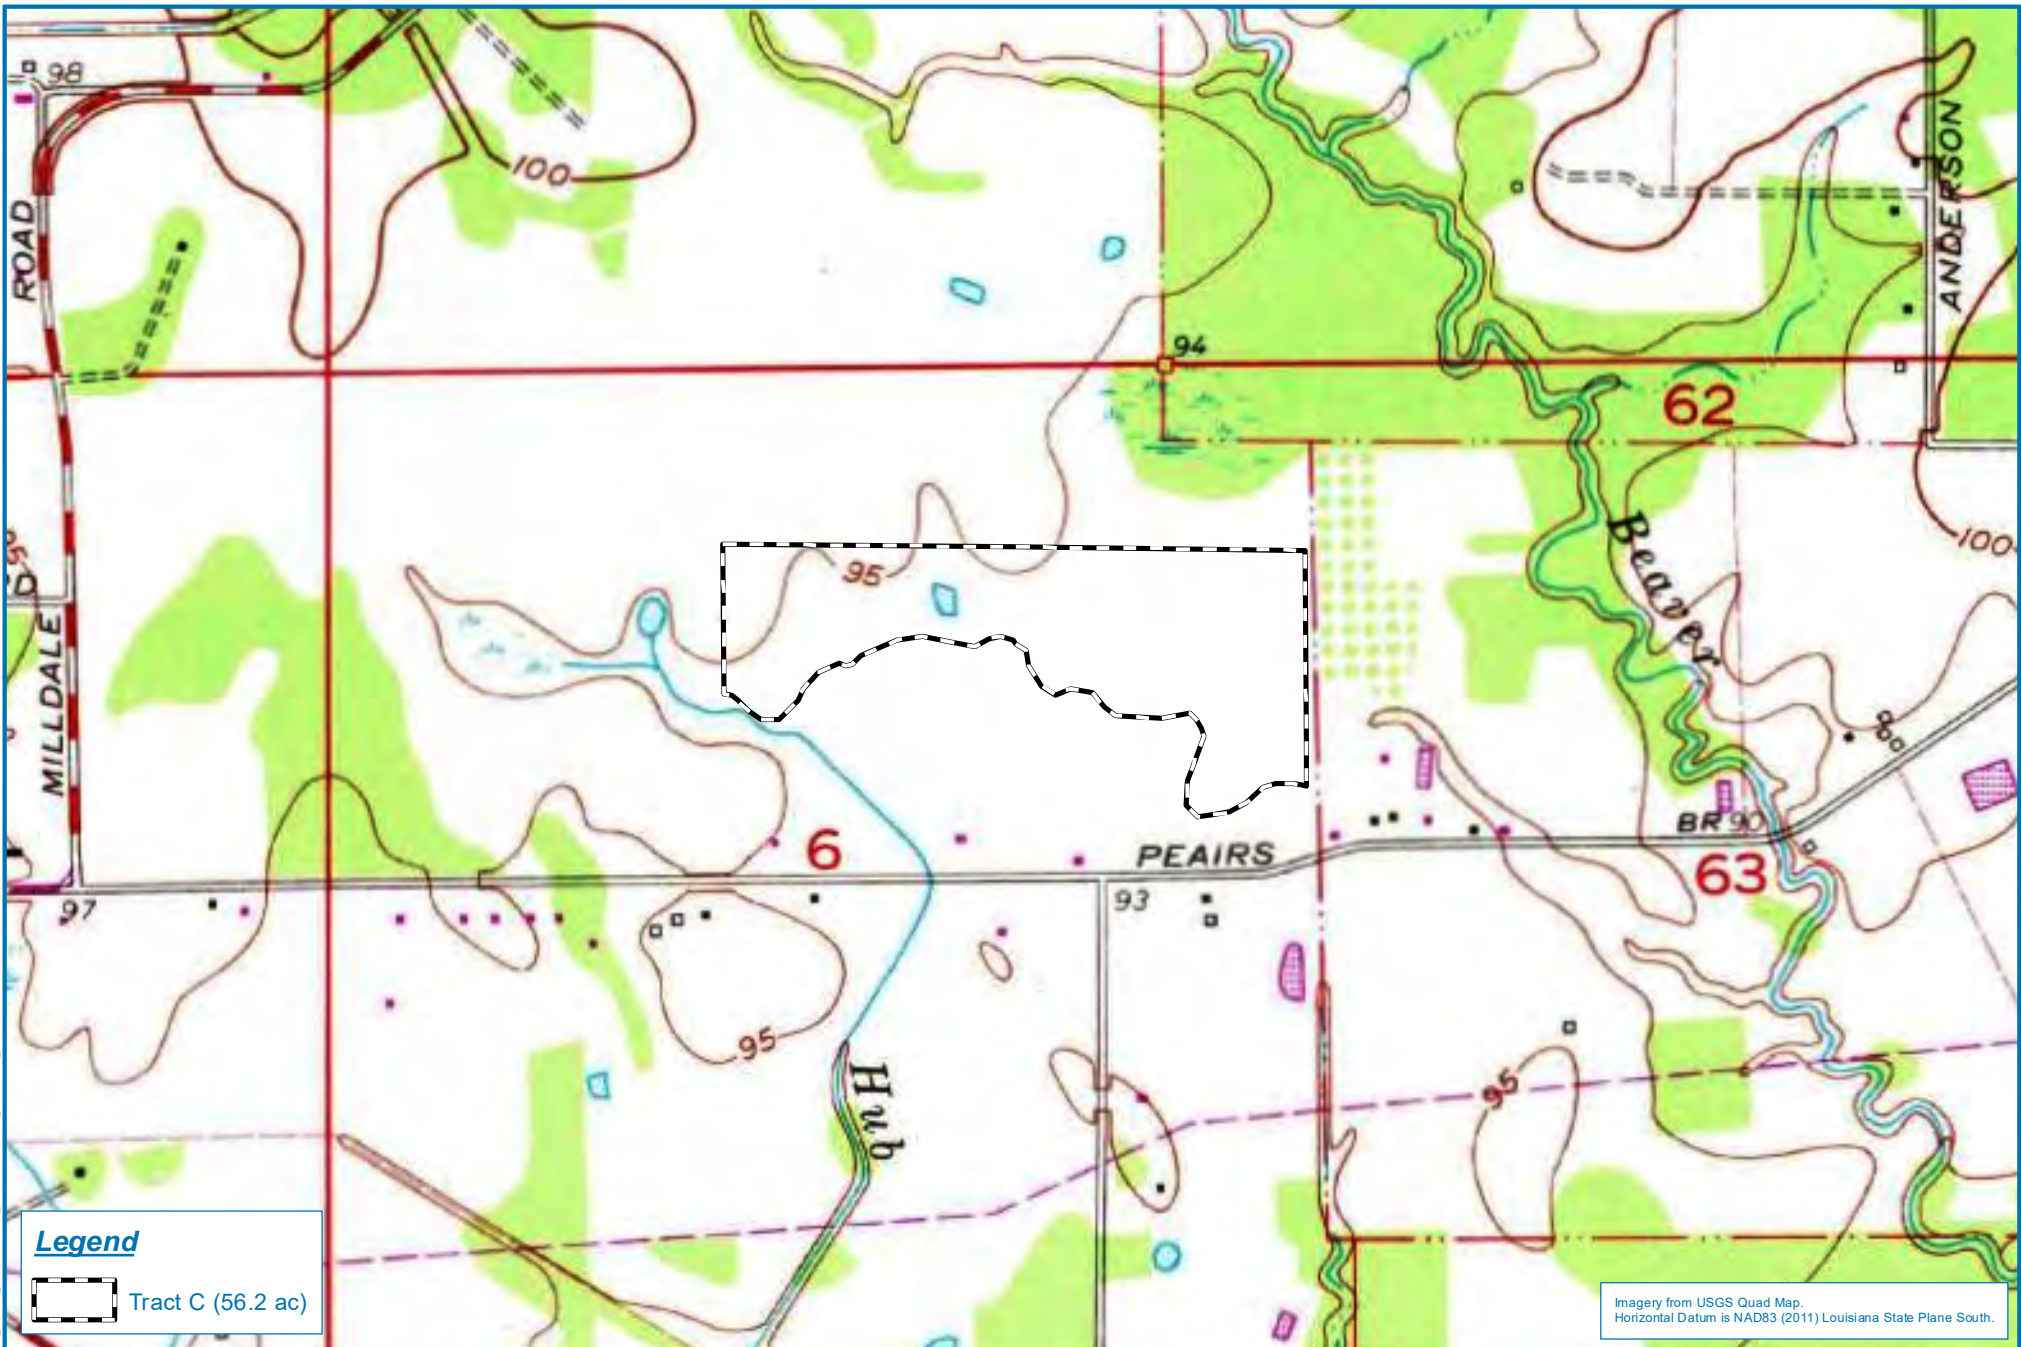 98
100
ROAD
ANDERSON
94
62
100
95
Beaver
D
MILLDALE
6
PEAIRS
BR 90
63
97
93
95
Hub
95
Legend
Tract C (56.2 ac)
Imagery from USGS Quad Map.
Horizontal Datum is NAD83 (2011) Louisiana State Plane South.